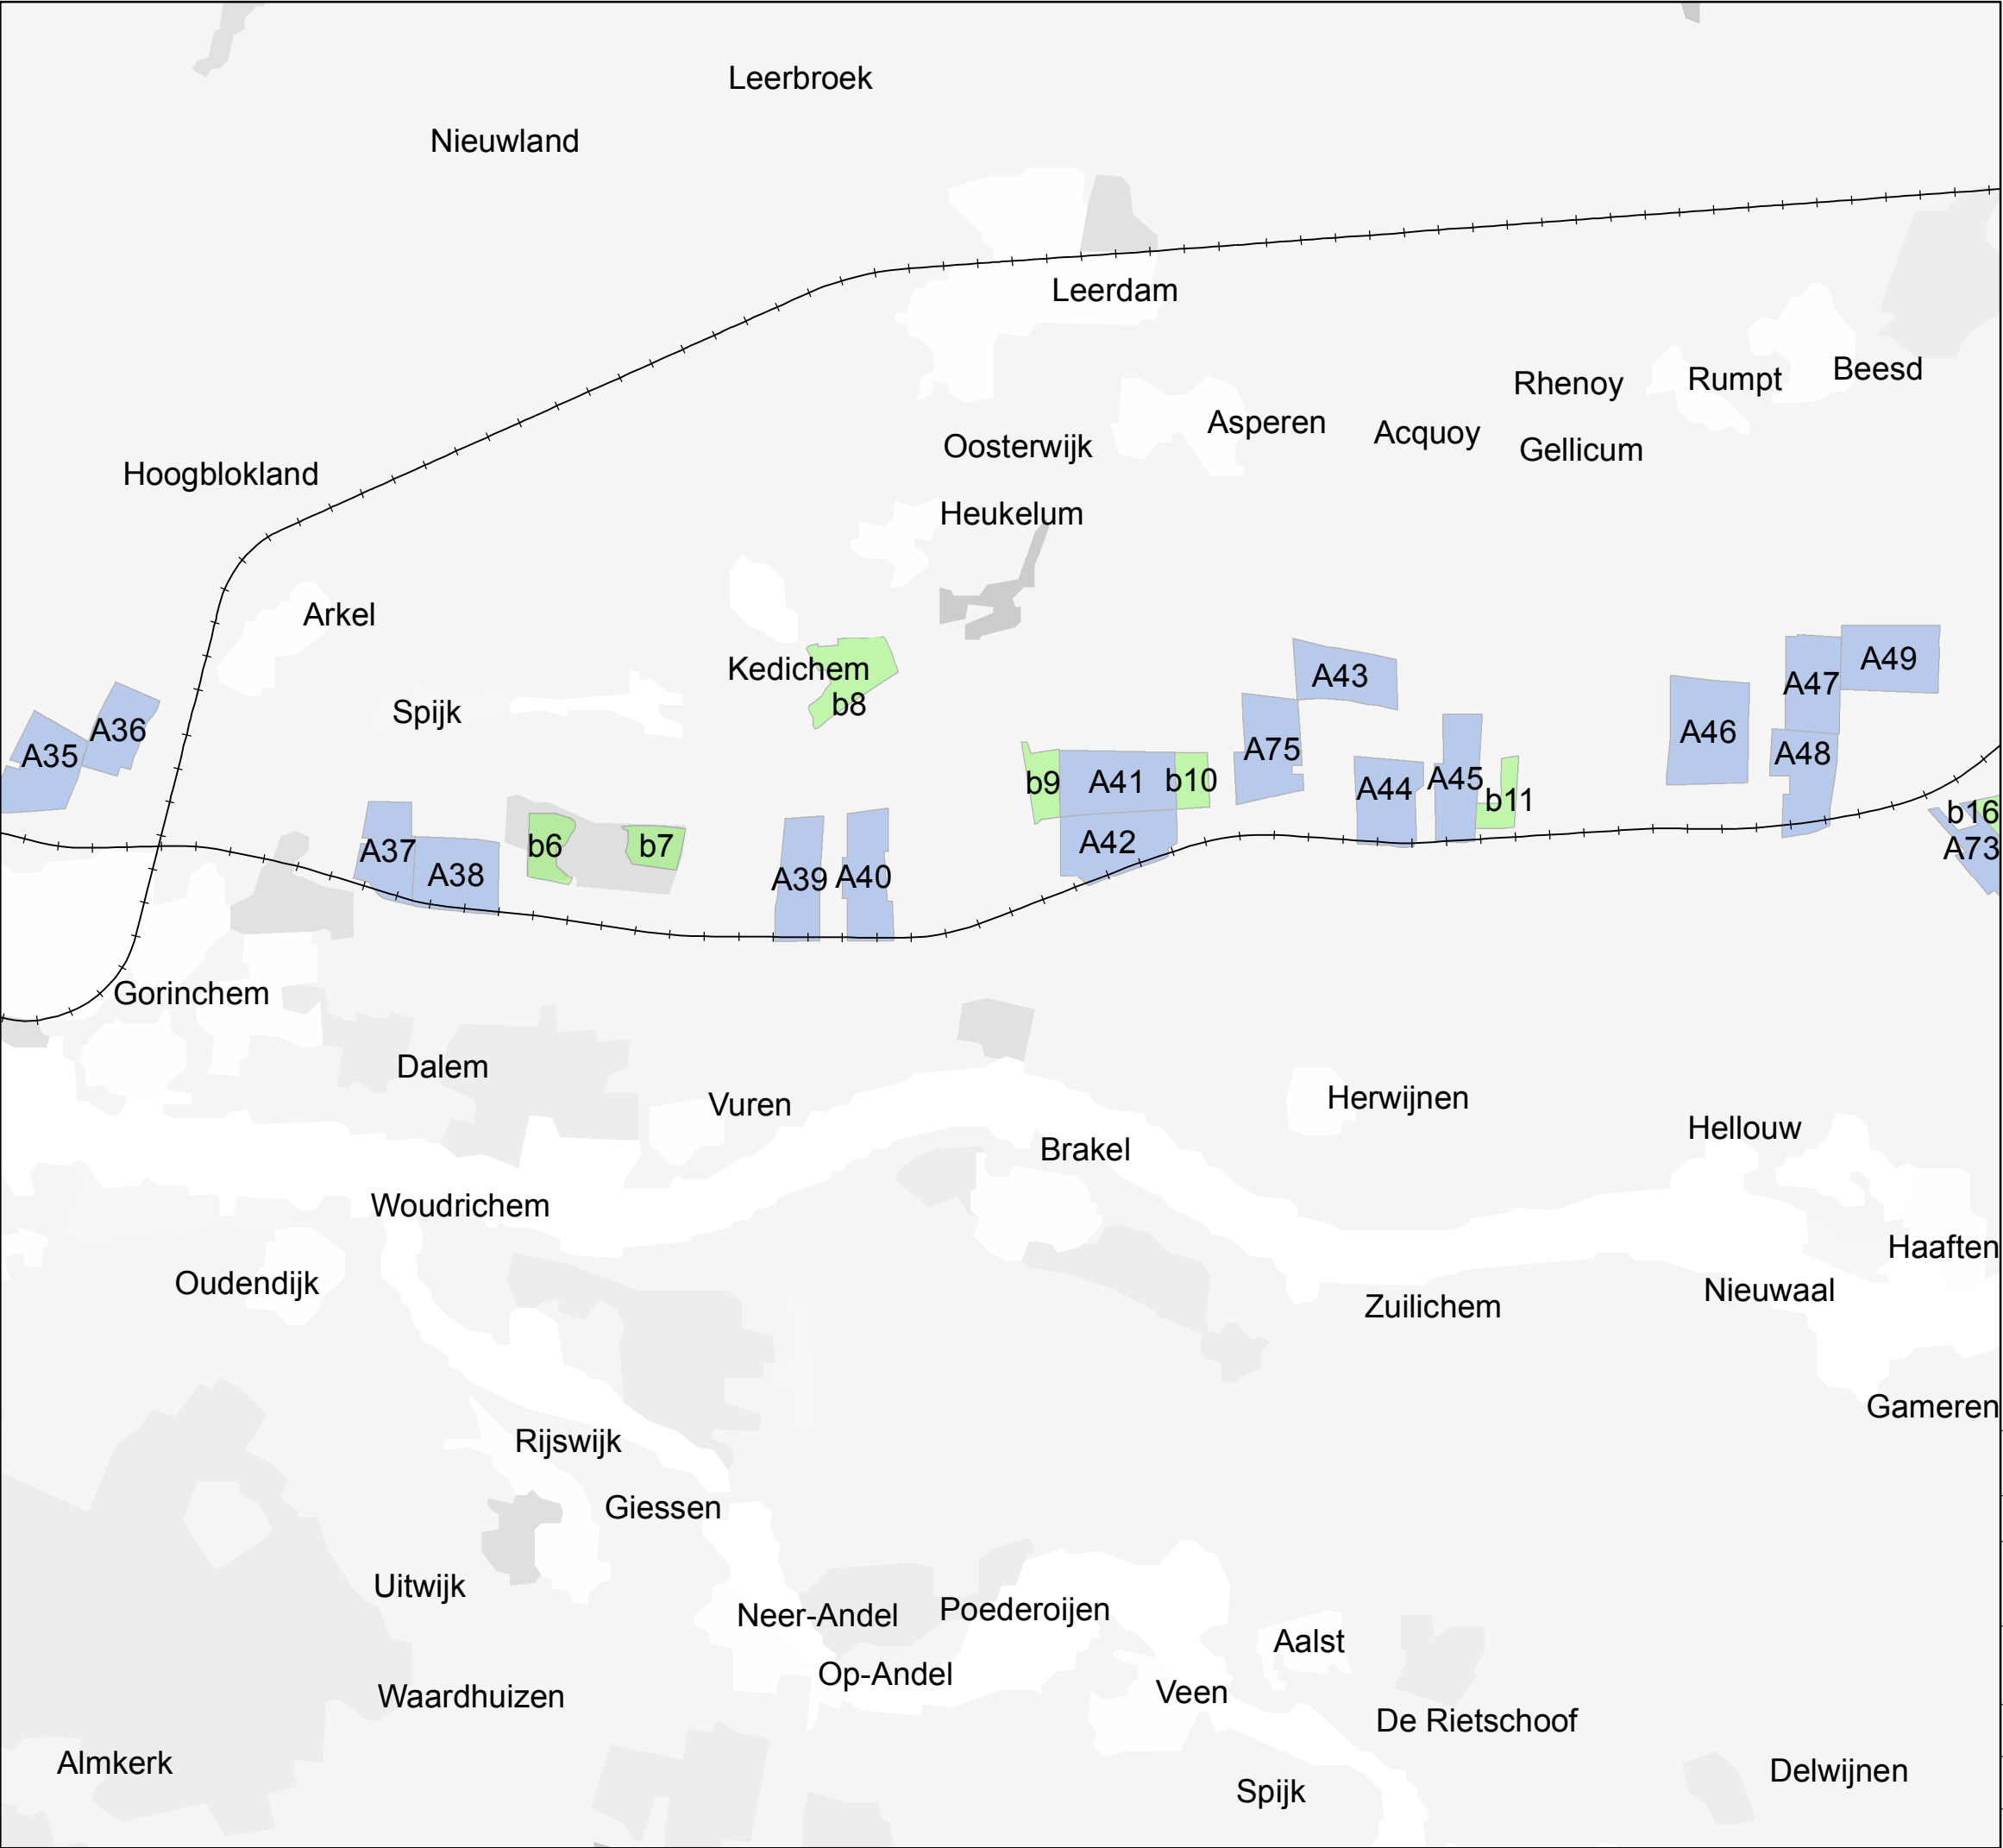 Leerbroek
Nieuwland
Leerdam
Rhenoy
Rumpt
Beesd
Asperen
Acquoy
Gellicum
Oosterwijk
Hoogblokland
Heukelum
Arkel
Kedichem
b8
Spijk
A43
A49
A47
A36
A35
A46
A75
A48
b9
A41
b10
A44
A45
b11
b16
A73
A42
A37
A38
b6
b7
A39
A40
Gorinchem
Dalem
Vuren
Herwijnen
Hellouw
Brakel
Woudrichem
Haaften
Oudendijk
Nieuwaal
Zuilichem
Gameren
Rijswijk
Giessen
Uitwijk
Neer-Andel
Poederoijen
Aalst
Op-Andel
Waardhuizen
Veen
De Rietschoof
Almkerk
Delwijnen
Spijk